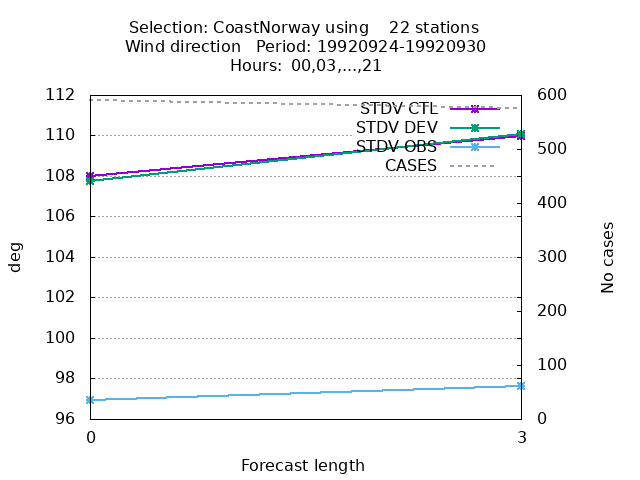 Selection: CoastNorway using    22 stations
Wind direction   Period: 19920924-19920930
Hours:  00,03,...,21
112
110
108
106
104
102
100
98
96
600
500
400
300
200
100
0
STDV CTL
STDV DEV
STDV OBS
CASES
deg
No cases
0
3
Forecast length